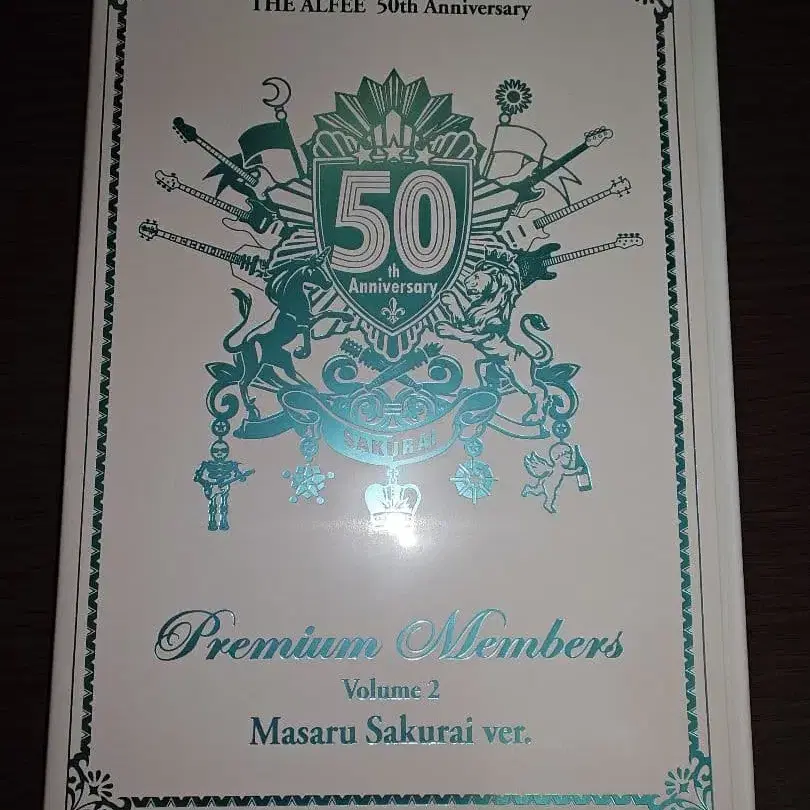 THE ALFEE 50th Anniversary
50
th
Anniversary
SAKURAI
Premium Members
Volume 2
Masaru Sakurai ver.